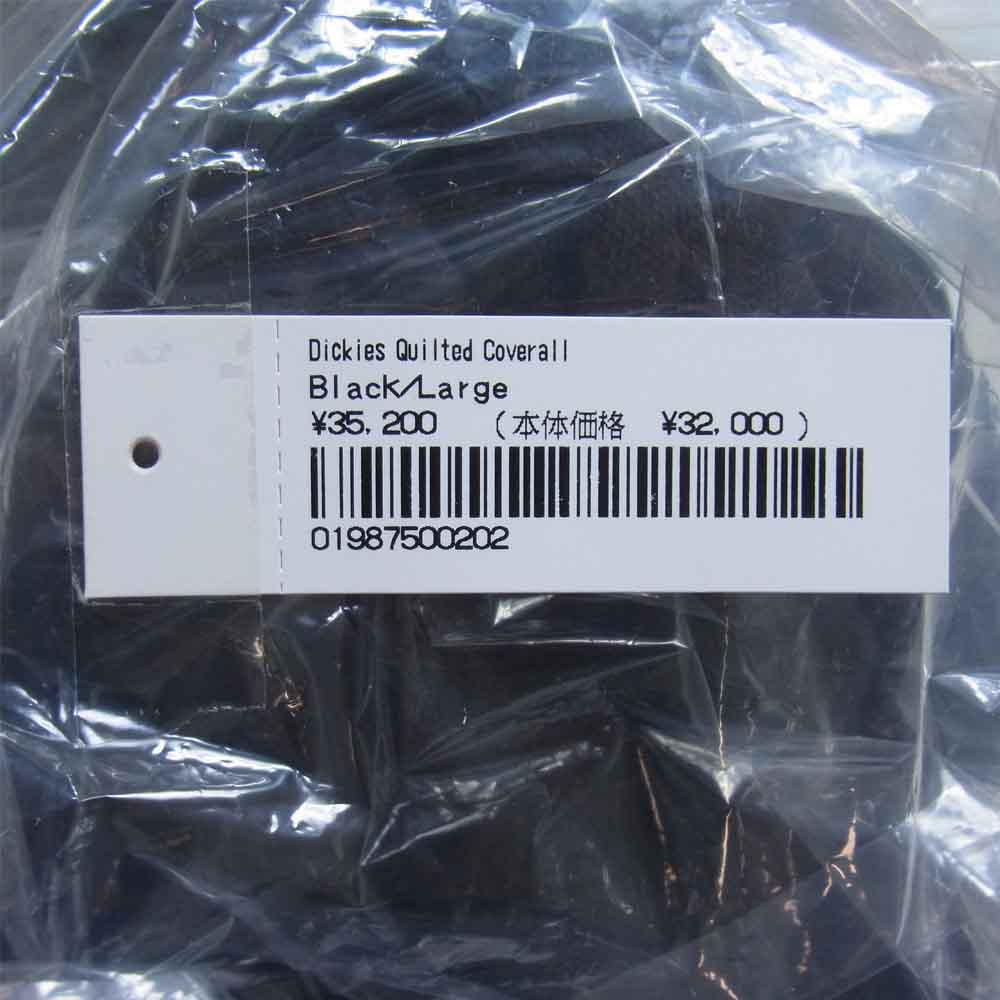 Dickies Quilted Coverall
Black/Large
¥35,200 (本体価格 ¥32,000)
01987500202